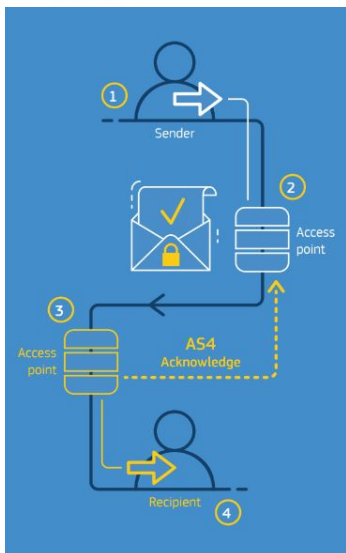 1
Sender
2
Access
point
3
Access
point
AS4
Acknowledge
Recipient
4